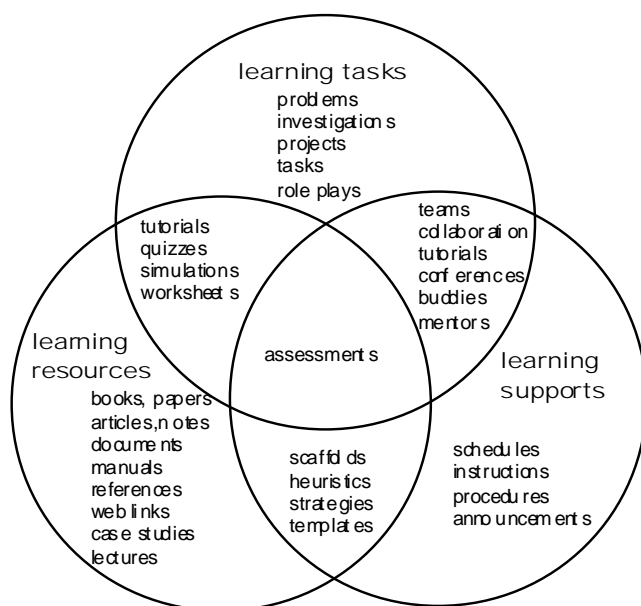 learning tasks
problems
investigations
projects
tasks
role plays
tutorials
quizzes
simulations
worksheets
teams
collaboration
tutorials
conferences
buddies
mentors
learning
resources
assessments
learning
supports
books, papers
articles,notes
documents
manuals
references
web links
case studies
lectures
scaffolds
heuristics
strategies
templates
schedules
instructions
procedures
announcements